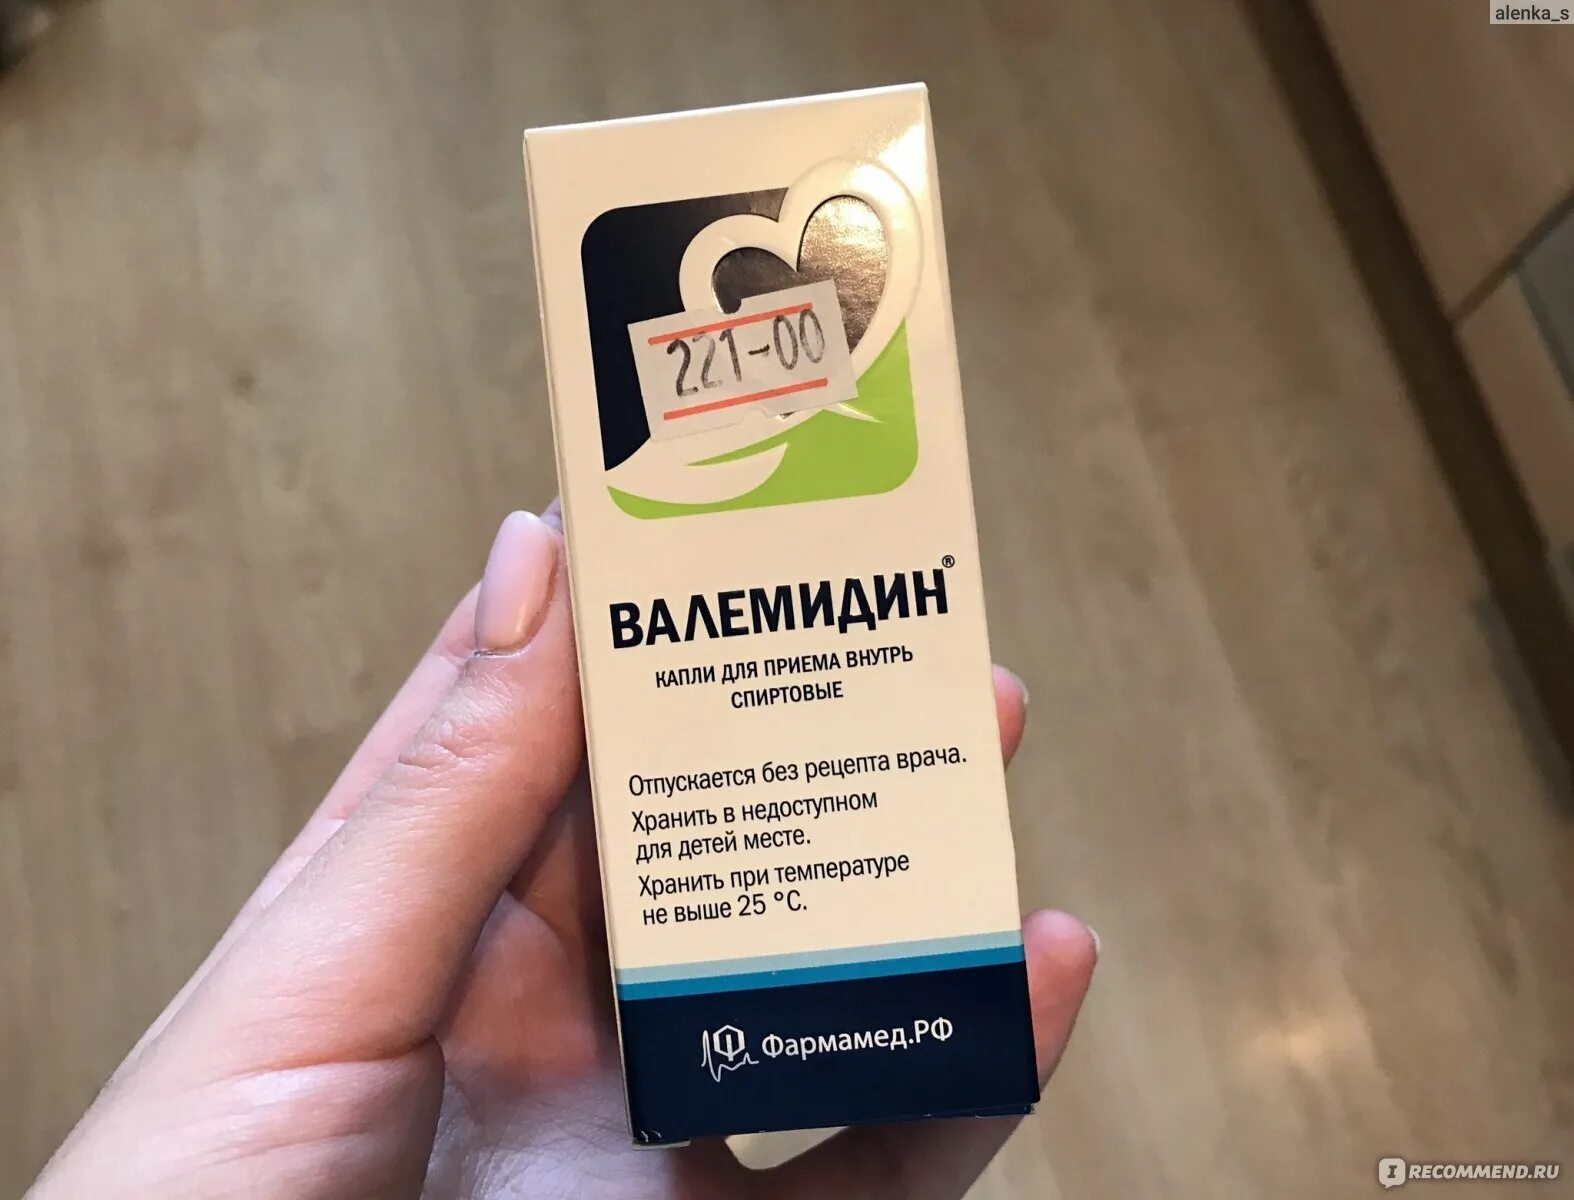 alenka_s
221-00
ВАЛЕМИДИН®
КАПЛИ ДЛЯ ПРИЕМА ВНУТРЬ
СПИРТОВЫЕ
Отпускается без рецепта врача.
Хранить в недоступном
для детей месте.
Хранить при температуре
не выше 25 °С.
Фармамед.РФ
IRECOMMEND.RU